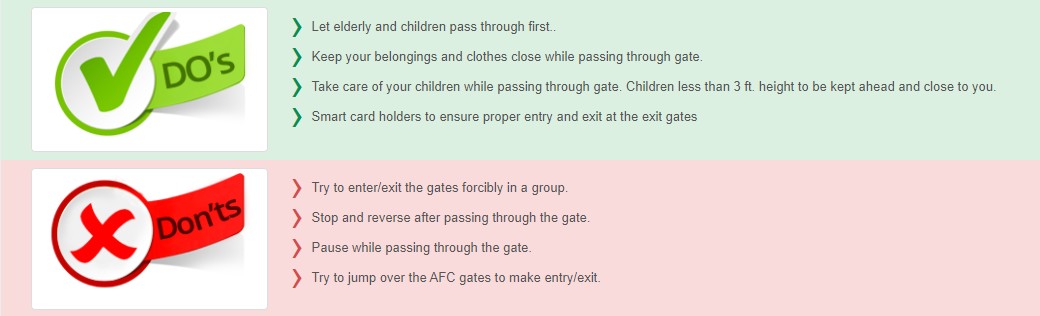 DO's
Let elderly and children pass through first..
Keep your belongings and clothes close while passing through gate.
Take care of your children while passing through gate. Children less than 3 ft. height to be kept ahead and close to you.
Smart card holders to ensure proper entry and exit at the exit gates
Don'ts
Try to enter/exit the gates forcibly in a group.
Stop and reverse after passing through the gate.
Pause while passing through the gate.
Try to jump over the AFC gates to make entry/exit.